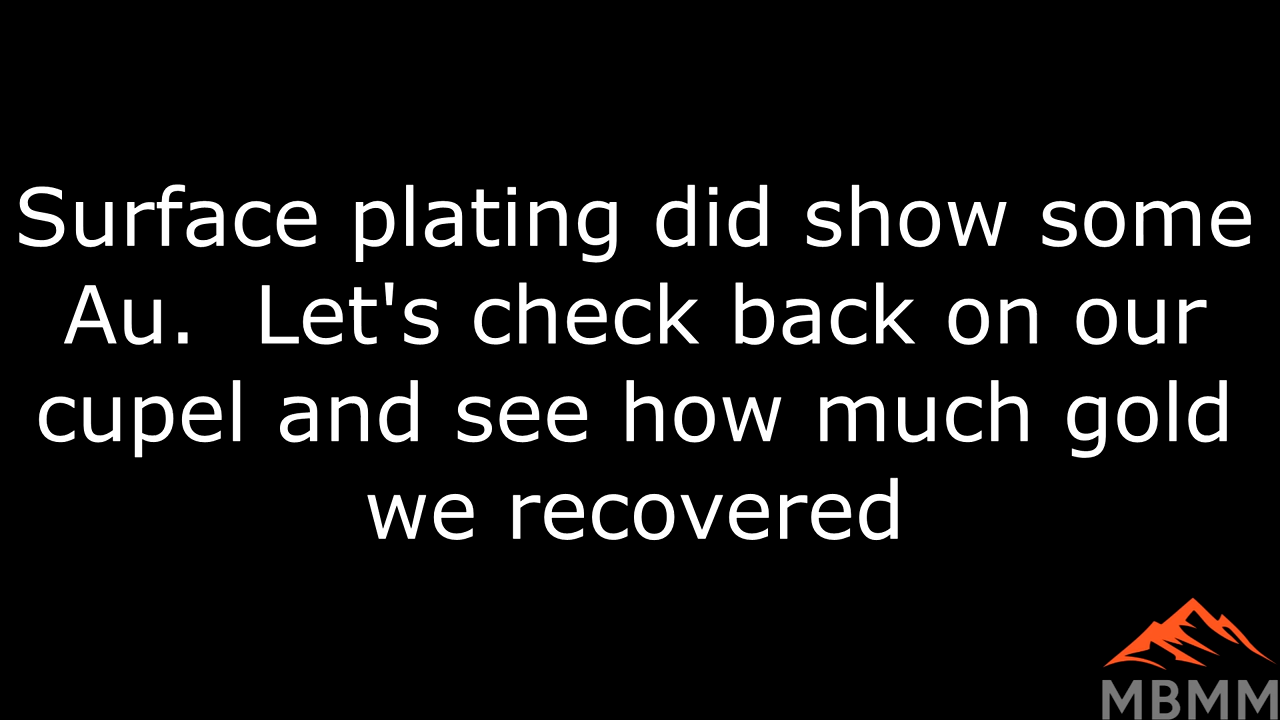 Surface plating did show some
Au.  Let's check back on our
cupel and see how much gold
we recovered
MBMM